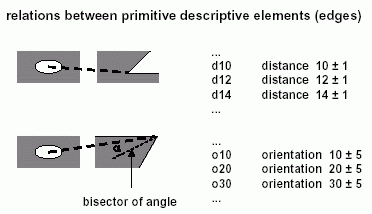 relations between primitive descriptive elements (edges)
...
d10 distance 10 ± 1
d12 distance 12 ± 1
d14 distance 14 ± 1
...
α
...
o10 orientation 10 ± 5
o20 orientation 20 ± 5
o30 orientation 30 ± 5
...
bisector of angle